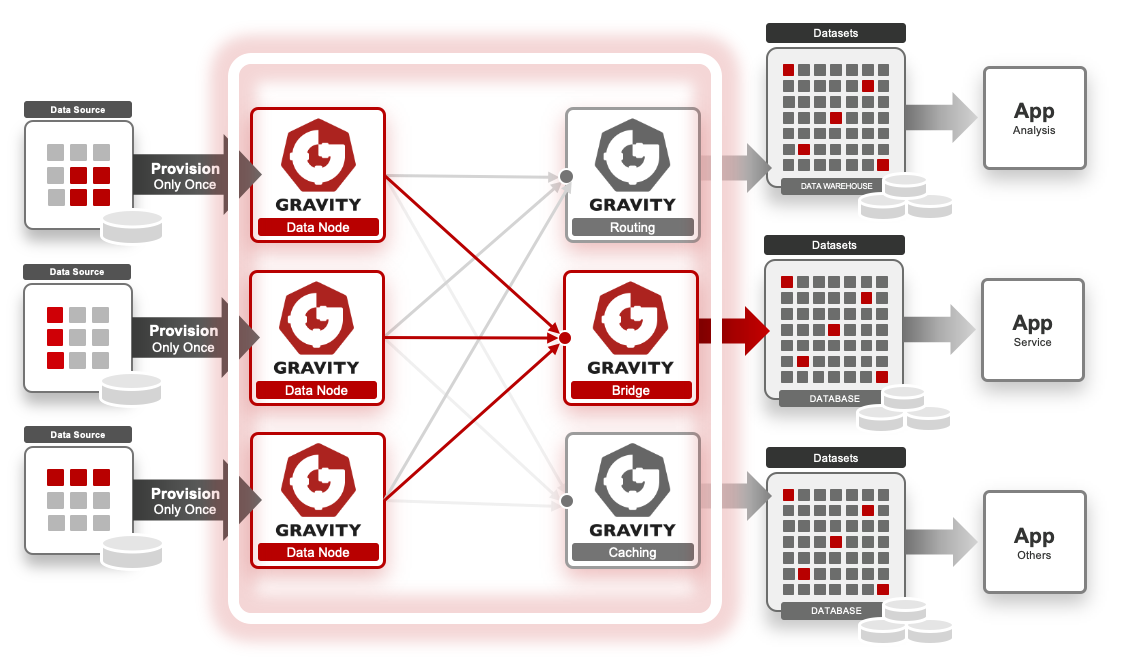 Data Source
Provision
Only Once
GRAVITY
Data Node
GRAVITY
Routing
Datasets
DATA WAREHOUSE
App
Analysis
Data Source
Provision
Only Once
GRAVITY
Data Node
GRAVITY
Bridge
Datasets
DATABASE
App
Service
Data Source
Provision
Only Once
GRAVITY
Data Node
GRAVITY
Caching
Datasets
DATABASE
App
Others